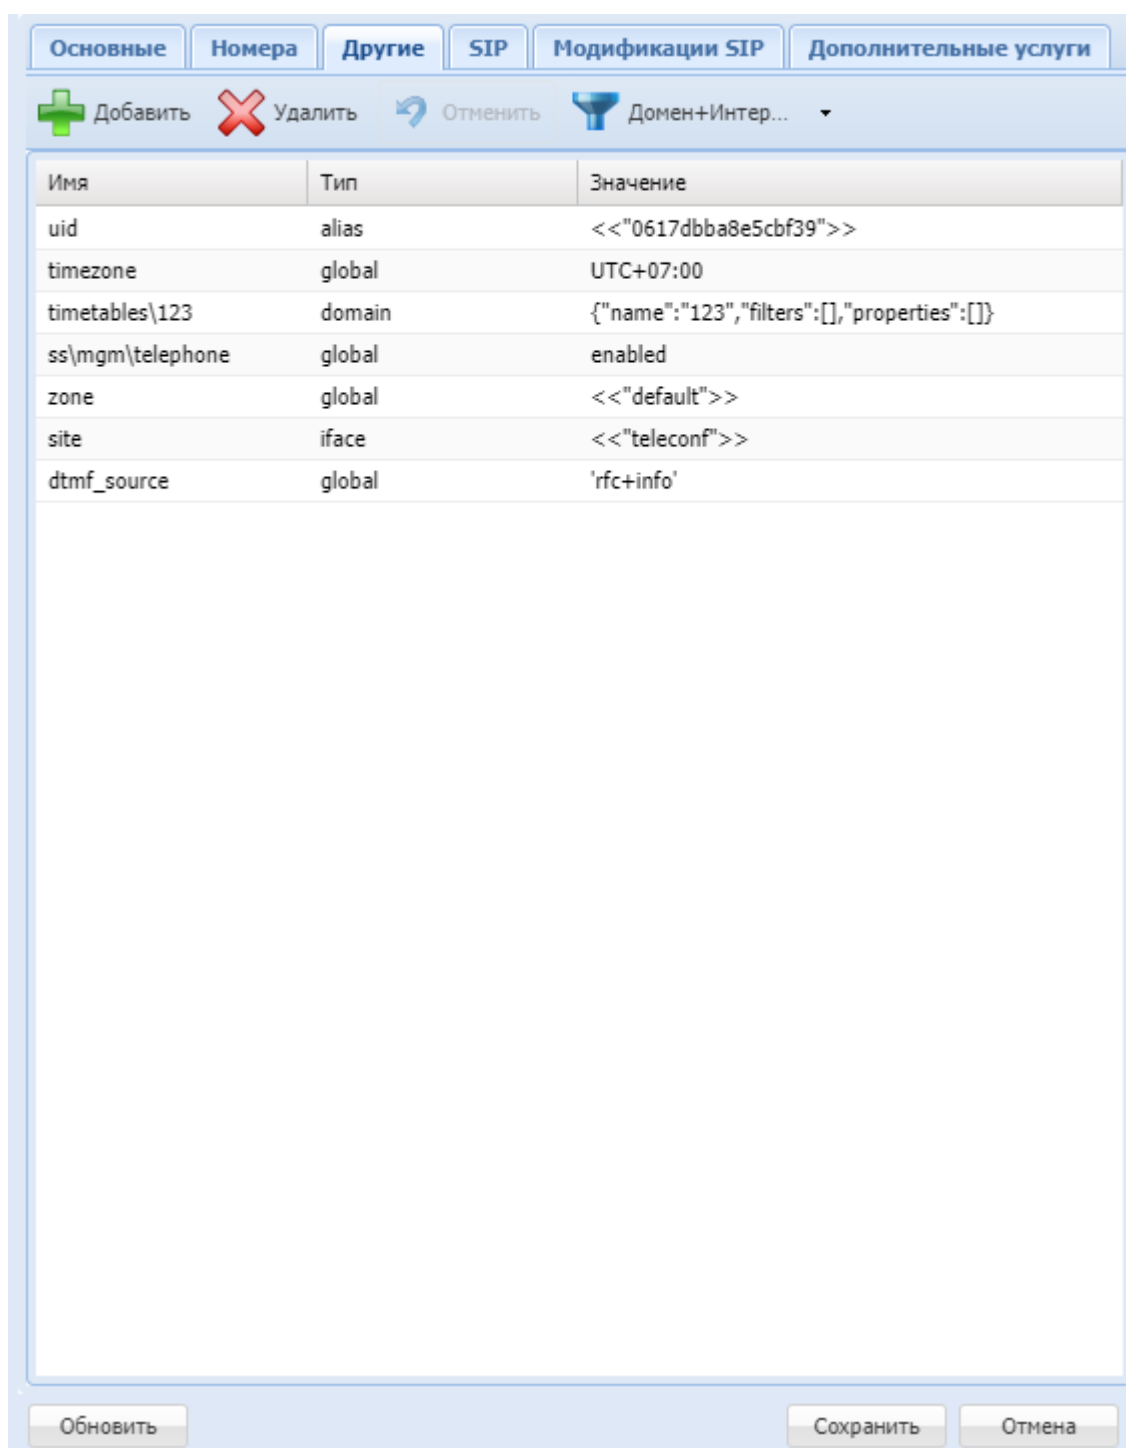 Основные Номера Другие SIP Модификации SIP Дополнительные услуги
Добавить Удалить Отменить Домен+Интер...
Имя Тип Значение
uid alias <<"0617dbba8e5cbf39">>
timezone global UTC+07:00
timetables\123 domain {"name":"123","filters":[],"properties":[]}
ss\mgm\telephone global enabled
zone global <<"default">>
site iface <<"teleconf">>
dtmf_source global 'rfc+info'
Обновить Сохранить Отмена